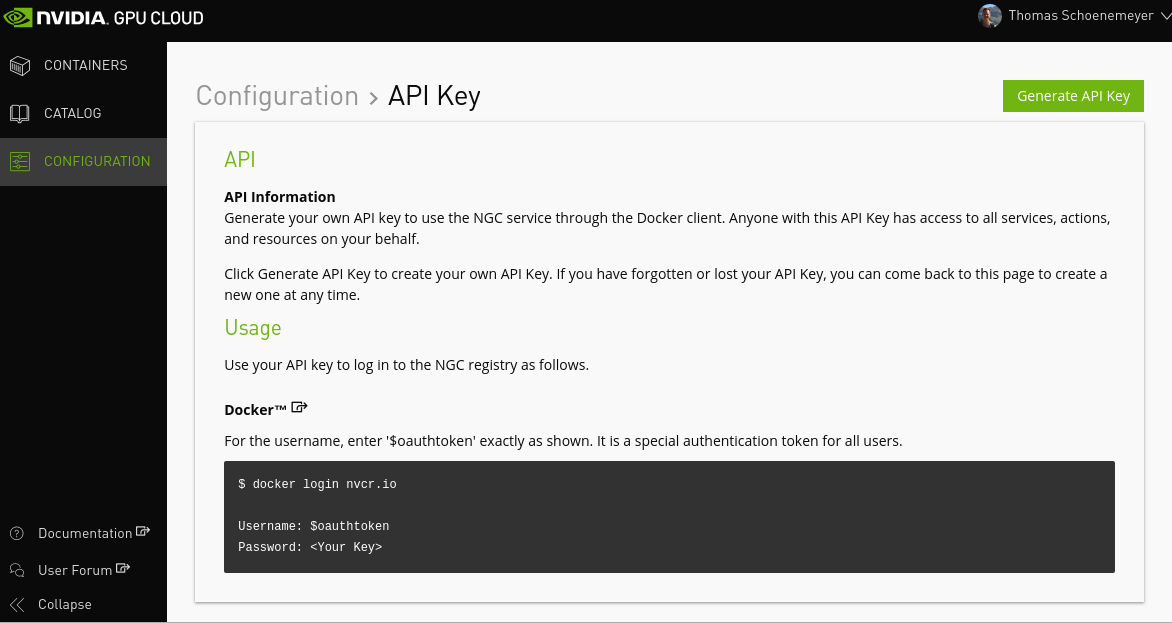 NVIDIA. GPU CLOUD
Thomas Schoenemeyer
CONTAINERS
CATALOG
CONFIGURATION
Configuration > API Key
Generate API Key
API
API Information
Generate your own API key to use the NGC service through the Docker client. Anyone with this API Key has access to all services, actions,
and resources on your behalf.
Click Generate API Key to create your own API Key. If you have forgotten or lost your API Key, you can come back to this page to create a
new one at any time.
Usage
Use your API key to log in to the NGC registry as follows.
Docker™
For the username, enter '$oauthtoken' exactly as shown. It is a special authentication token for all users.
$ docker login nvcr.io
Username: $oauthtoken
Password: <Your Key>
Documentation
User Forum
Collapse